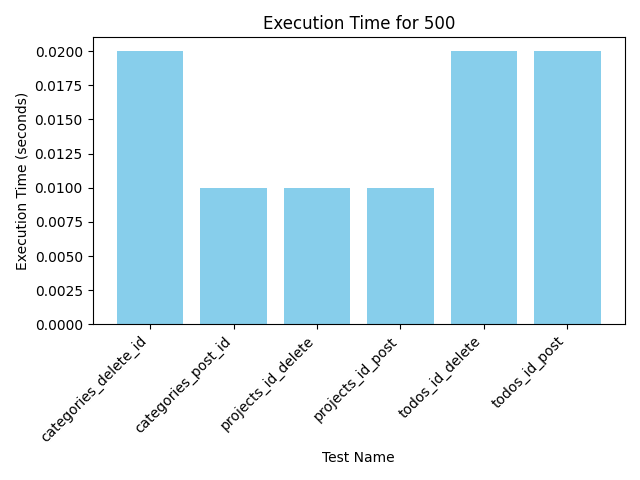 Execution Time for 500
Execution Time (seconds)
0.0200
0.0175
0.0150
0.0125
0.0100
0.0075
0.0050
0.0025
0.0000
categories_delete_id
categories_post_id
projects_id_delete
projects_id_post
todos_id_delete
todos_id_post
Test Name